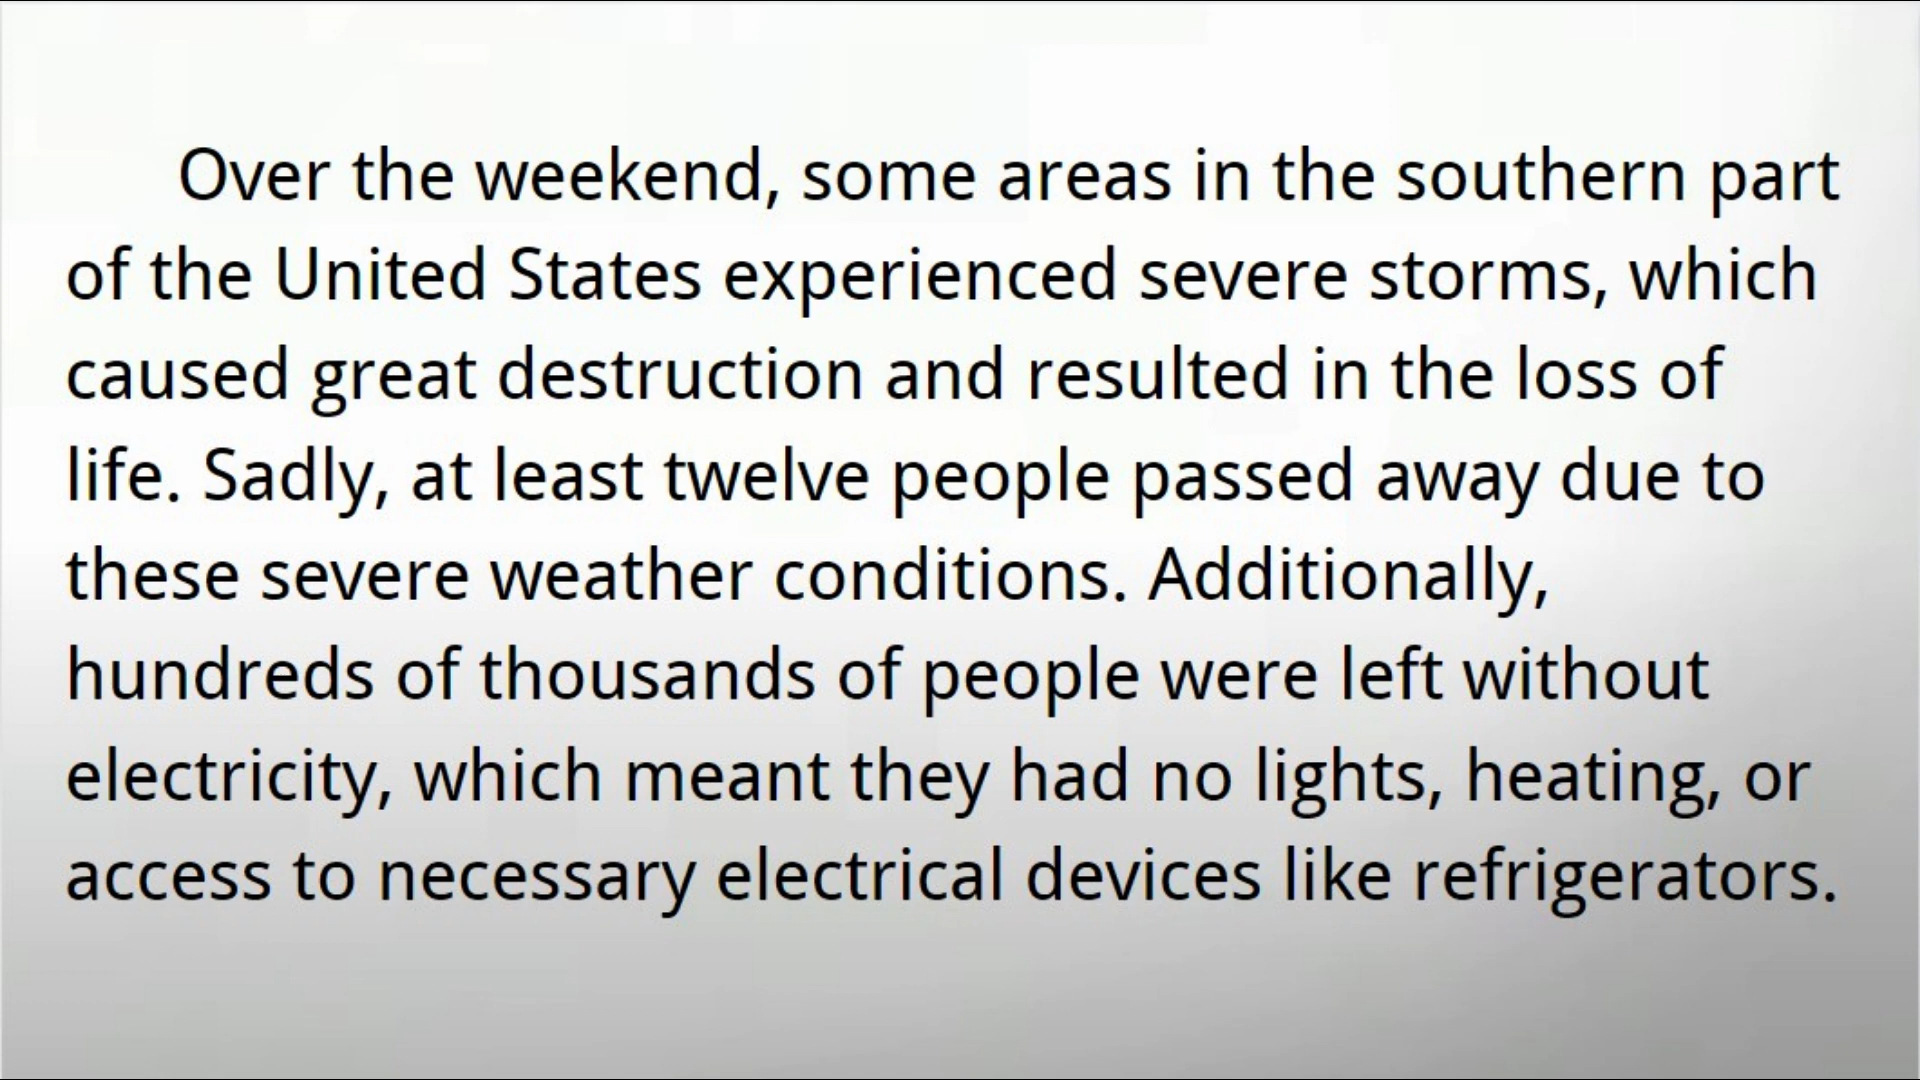 Over the weekend, some areas in the southern part
of the United States experienced severe storms, which
caused great destruction and resulted in the loss of
life. Sadly, at least twelve people passed away due to
these severe weather conditions. Additionally,
hundreds of thousands of people were left without
electricity, which meant they had no lights, heating, or
access to necessary electrical devices like refrigerators.